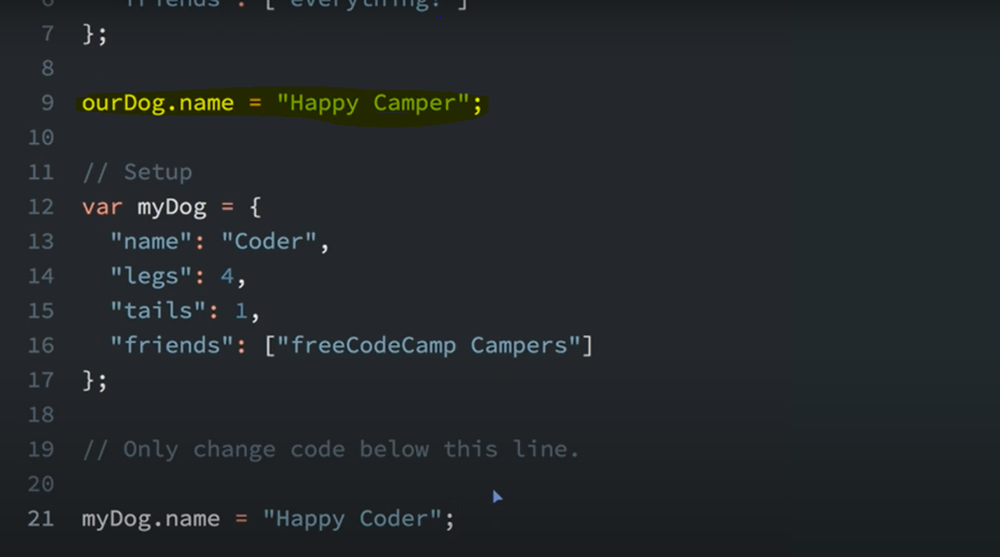 6 "friends": ["everything!"]
7 };
8
9 ourDog.name = "Happy Camper";
10
11 // Setup
12 var myDog = {
13 "name": "Coder",
14 "legs": 4,
15 "tails": 1,
16 "friends": ["freeCodeCamp Campers"]
17 };
18
19 // Only change code below this line.
20
21 myDog.name = "Happy Coder";